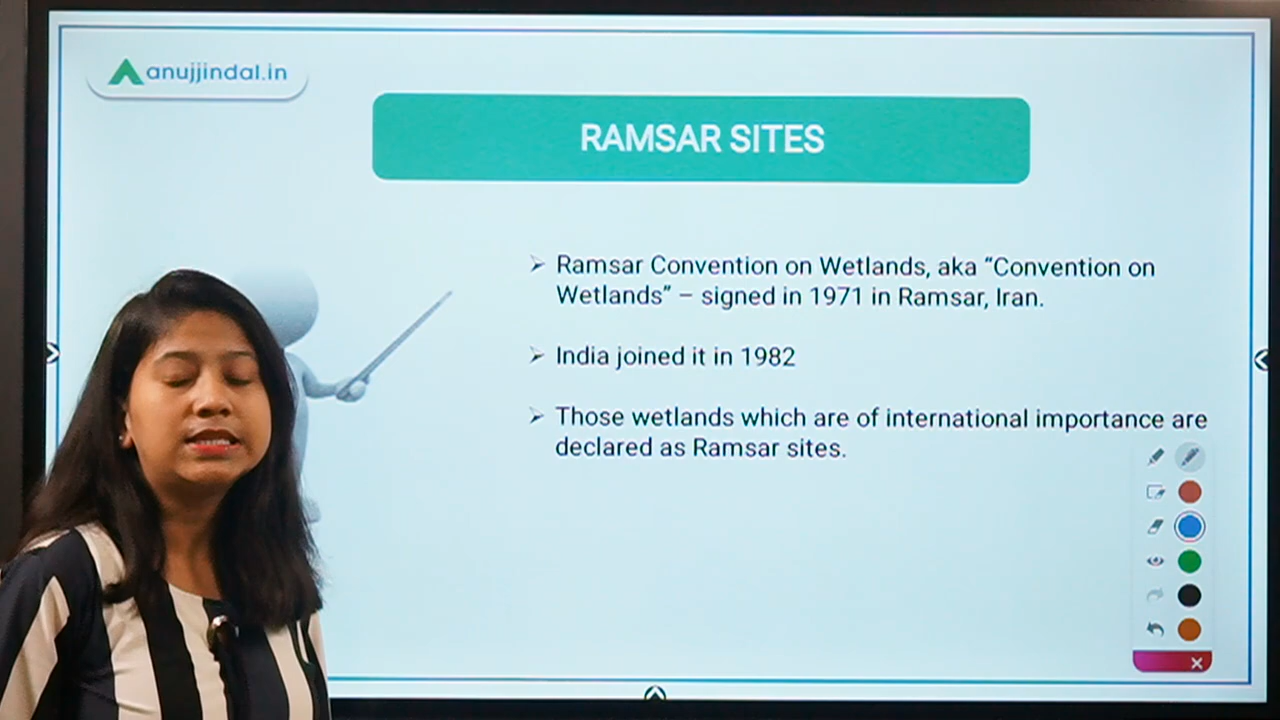 anujjindal.in
RAMSAR SITES
➢ Ramsar Convention on Wetlands, aka “Convention on
Wetlands” – signed in 1971 in Ramsar, Iran.
➢ India joined it in 1982
➢ Those wetlands which are of international importance are
declared as Ramsar sites.